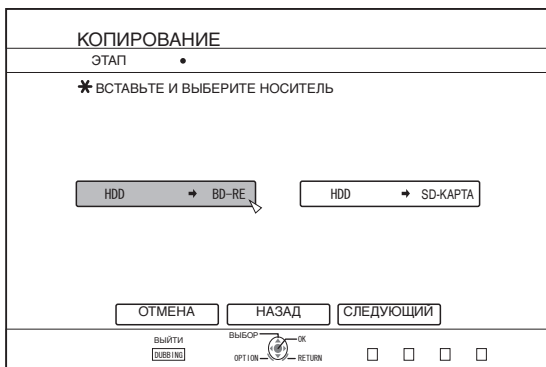 КОПИРОВАНИЕ
ЭТАП •
* ВСТАВЬТЕ И ВЫБЕРИТЕ НОСИТЕЛЬ
HDD ➡ BD-RE
HDD ➡ SD-КАРТА
ОТМЕНА
НАЗАД
СЛЕДУЮЩИЙ
ВЫЙТИ
DUBBING
ВЫБОР
OK
OPTION
RETURN